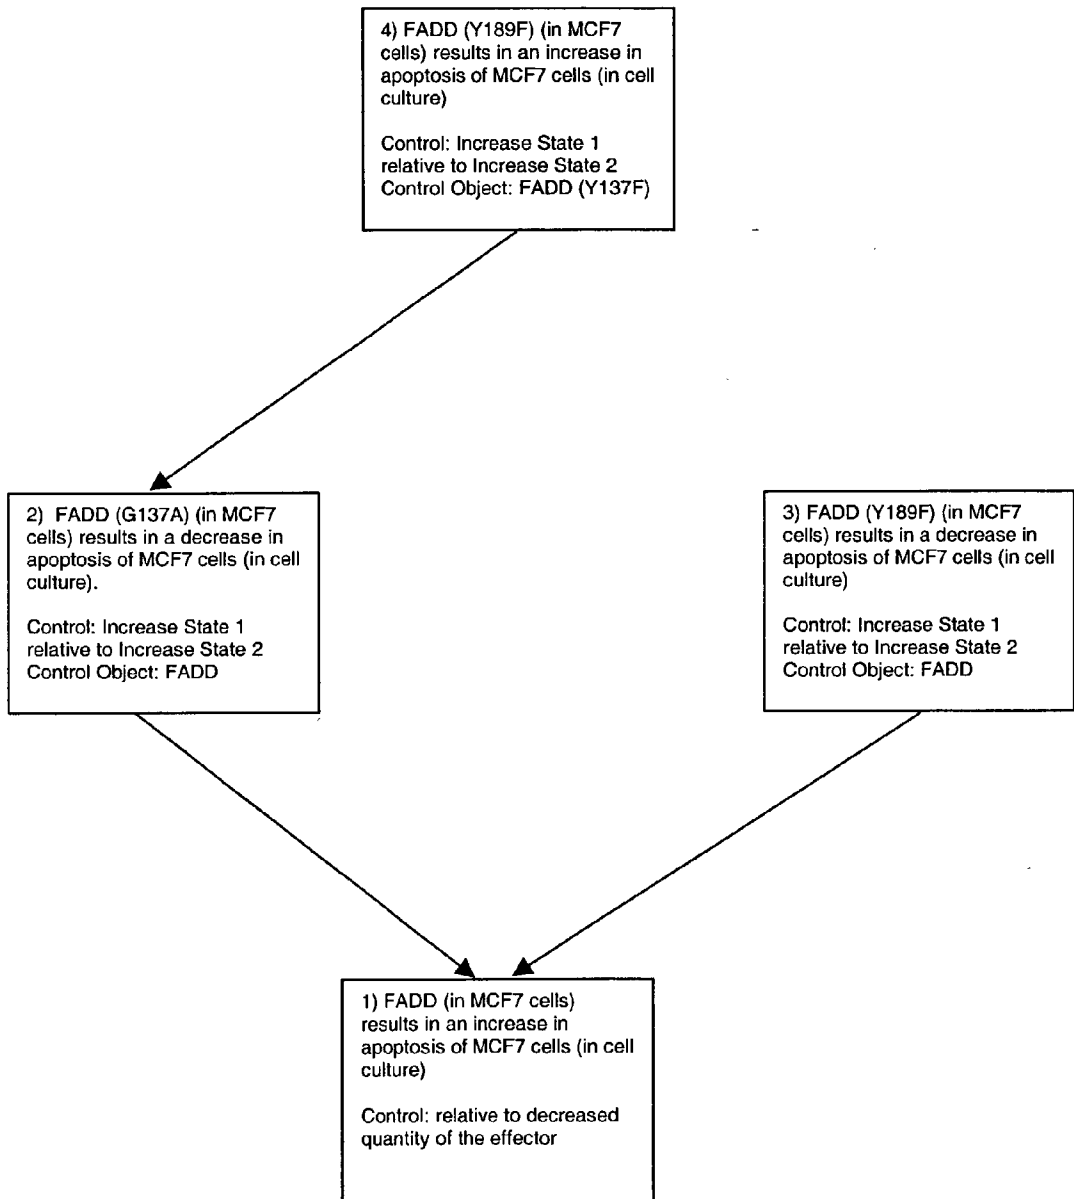 4) FADD (Y189F) (in MCF7
cells) results in an increase in
apoptosis of MCF7 cells (in cell
culture)
Control: Increase State 1
relative to Increase State 2
Control Object: FADD (Y137F)
2) FADD (G137A) (in MCF7
cells) results in a decrease in
apoptosis of MCF7 cells (in cell
culture).
Control: Increase State 1
relative to Increase State 2
Control Object: FADD
3) FADD (Y189F) (in MCF7
cells) results in a decrease in
apoptosis of MCF7 cells (in cell
culture)
Control: Increase State 1
relative to Increase State 2
Control Object: FADD
1) FADD (in MCF7 cells)
results in an increase in
apoptosis of MCF7 cells (in cell
culture)
Control: relative to decreased
quantity of the effector